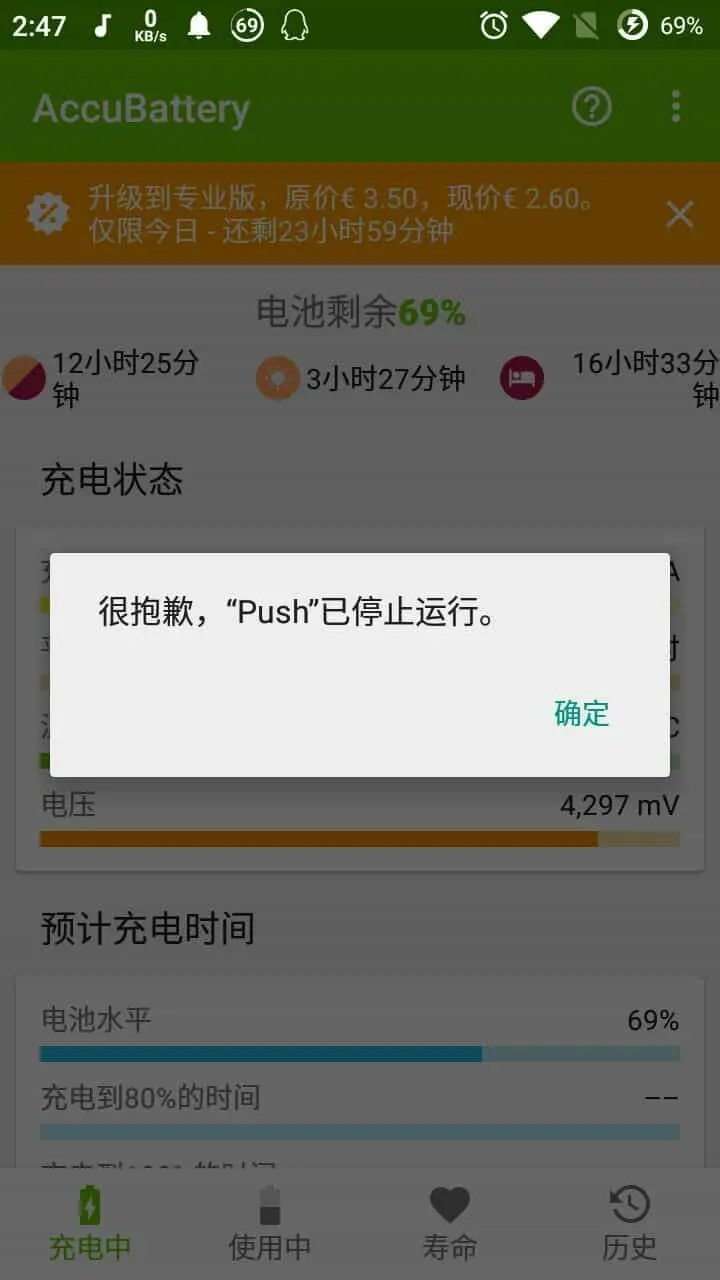 2:47 0 KB/s 69 69%
AccuBattery
升级到专业版，原价€ 3.50，现价€ 2.60。
仅限今日 - 还剩23小时59分钟
电池剩余69%
12小时25分钟 3小时27分钟 16小时33分钟
充电状态
很抱歉，“Push”已停止运行。
确定
电压 4,297 mV
预计充电时间
电池水平 69%
充电到80%的时间 ––
充电中 使用中 寿命 历史